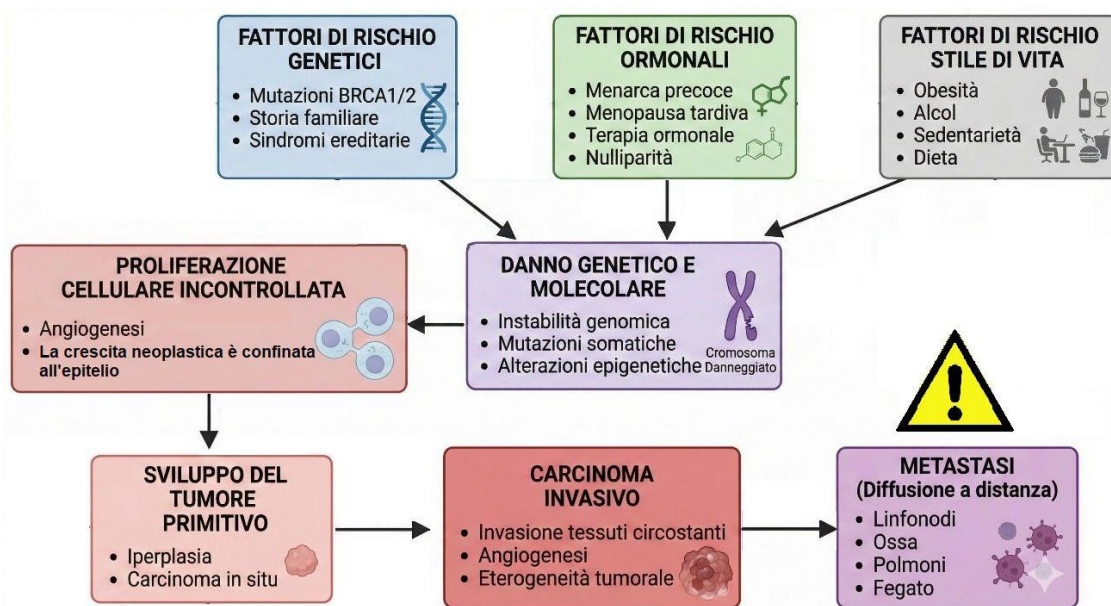 FATTORI DI RISCHIO
GENETICI
• Mutazioni BRCA1/2
• Storia familiare
• Sindromi ereditarie
FATTORI DI RISCHIO
ORMONALI
• Menarca precoce
• Menopausa tardiva
• Terapia ormonale
• Nulliparità
FATTORI DI RISCHIO
STILE DI VITA
• Obesità
• Alcol
• Sedentarietà
• Dieta
PROLIFERAZIONE
CELLULARE INCONTROLLATA
• Angiogenesi
• La crescita neoplastica è confinata
all'epitelio
DANNO GENETICO E
MOLECOLARE
• Instabilità genomica
• Mutazioni somatiche
• Alterazioni epigenetiche
Cromosoma
Danneggiato
SVILUPPO DEL
TUMORE
PRIMITIVO
• Iperplasia
• Carcinoma in situ
CARCINOMA
INVASIVO
• Invasione tessuti circostanti
• Angiogenesi
• Eterogeneità tumorale
!
METASTASI
(Diffusione a distanza)
• Linfonodi
• Ossa
• Polmoni
• Fegato